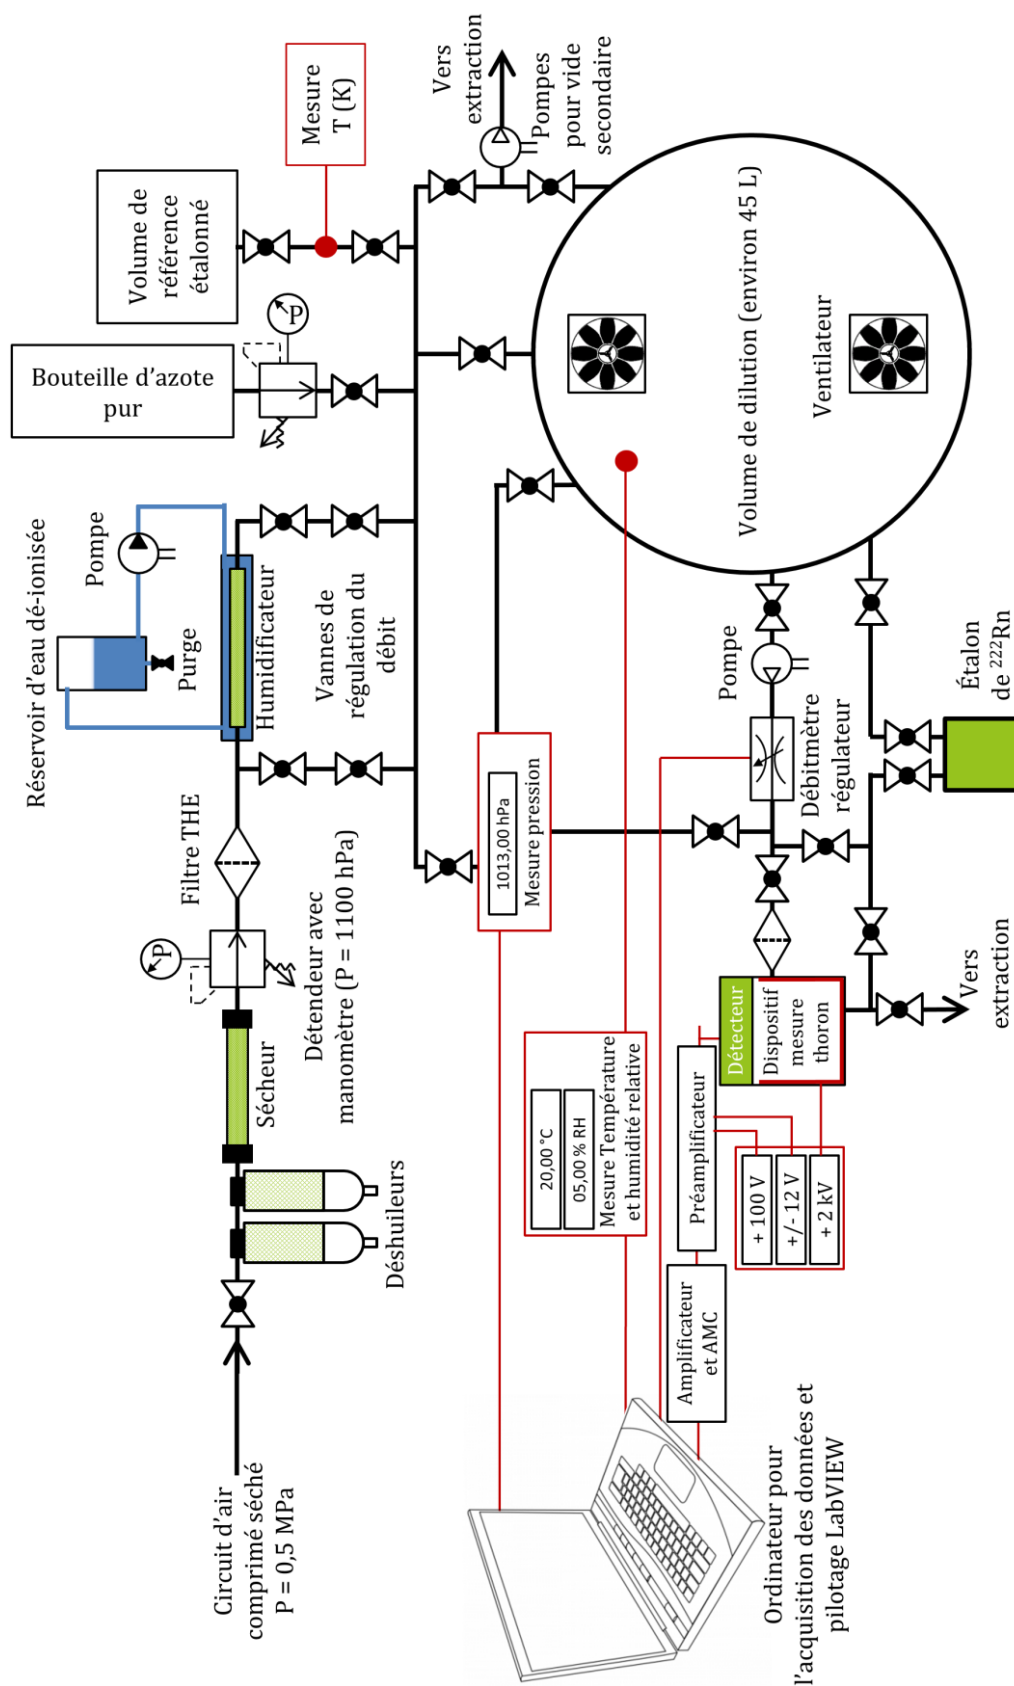 Circuit d'air
comprimé séché
P = 0,5 MPa
Déshuileurs
Sécheur
P
Détendeur avec
manomètre (P = 1100 hPa)
Filtre THE
Réservoir d'eau dé-ionisée
Purge
Pompe
Humidificateur
Vannes de
régulation du
débit
Bouteille d'azote
pur
P
Volume de
référence
étalonné
Mesure
T (K)
Vers
extraction
Pompes
pour vide
secondaire
1013,00 hPa
Mesure pression
20,00 °C
05,00 % RH
Mesure Température
et humidité relative
Volume de dilution (environ 45 L)
Ventilateur
Pompe
Débitmètre
régulateur
Étalon
de ²²²Rn
Détecteur
Dispositif
mesure
thoron
Vers
extraction
Préamplificateur
+ 100 V
+/- 12 V
+ 2 kV
Amplificateur
et AMC
Ordinateur pour
l'acquisition des données et
pilotage LabVIEW